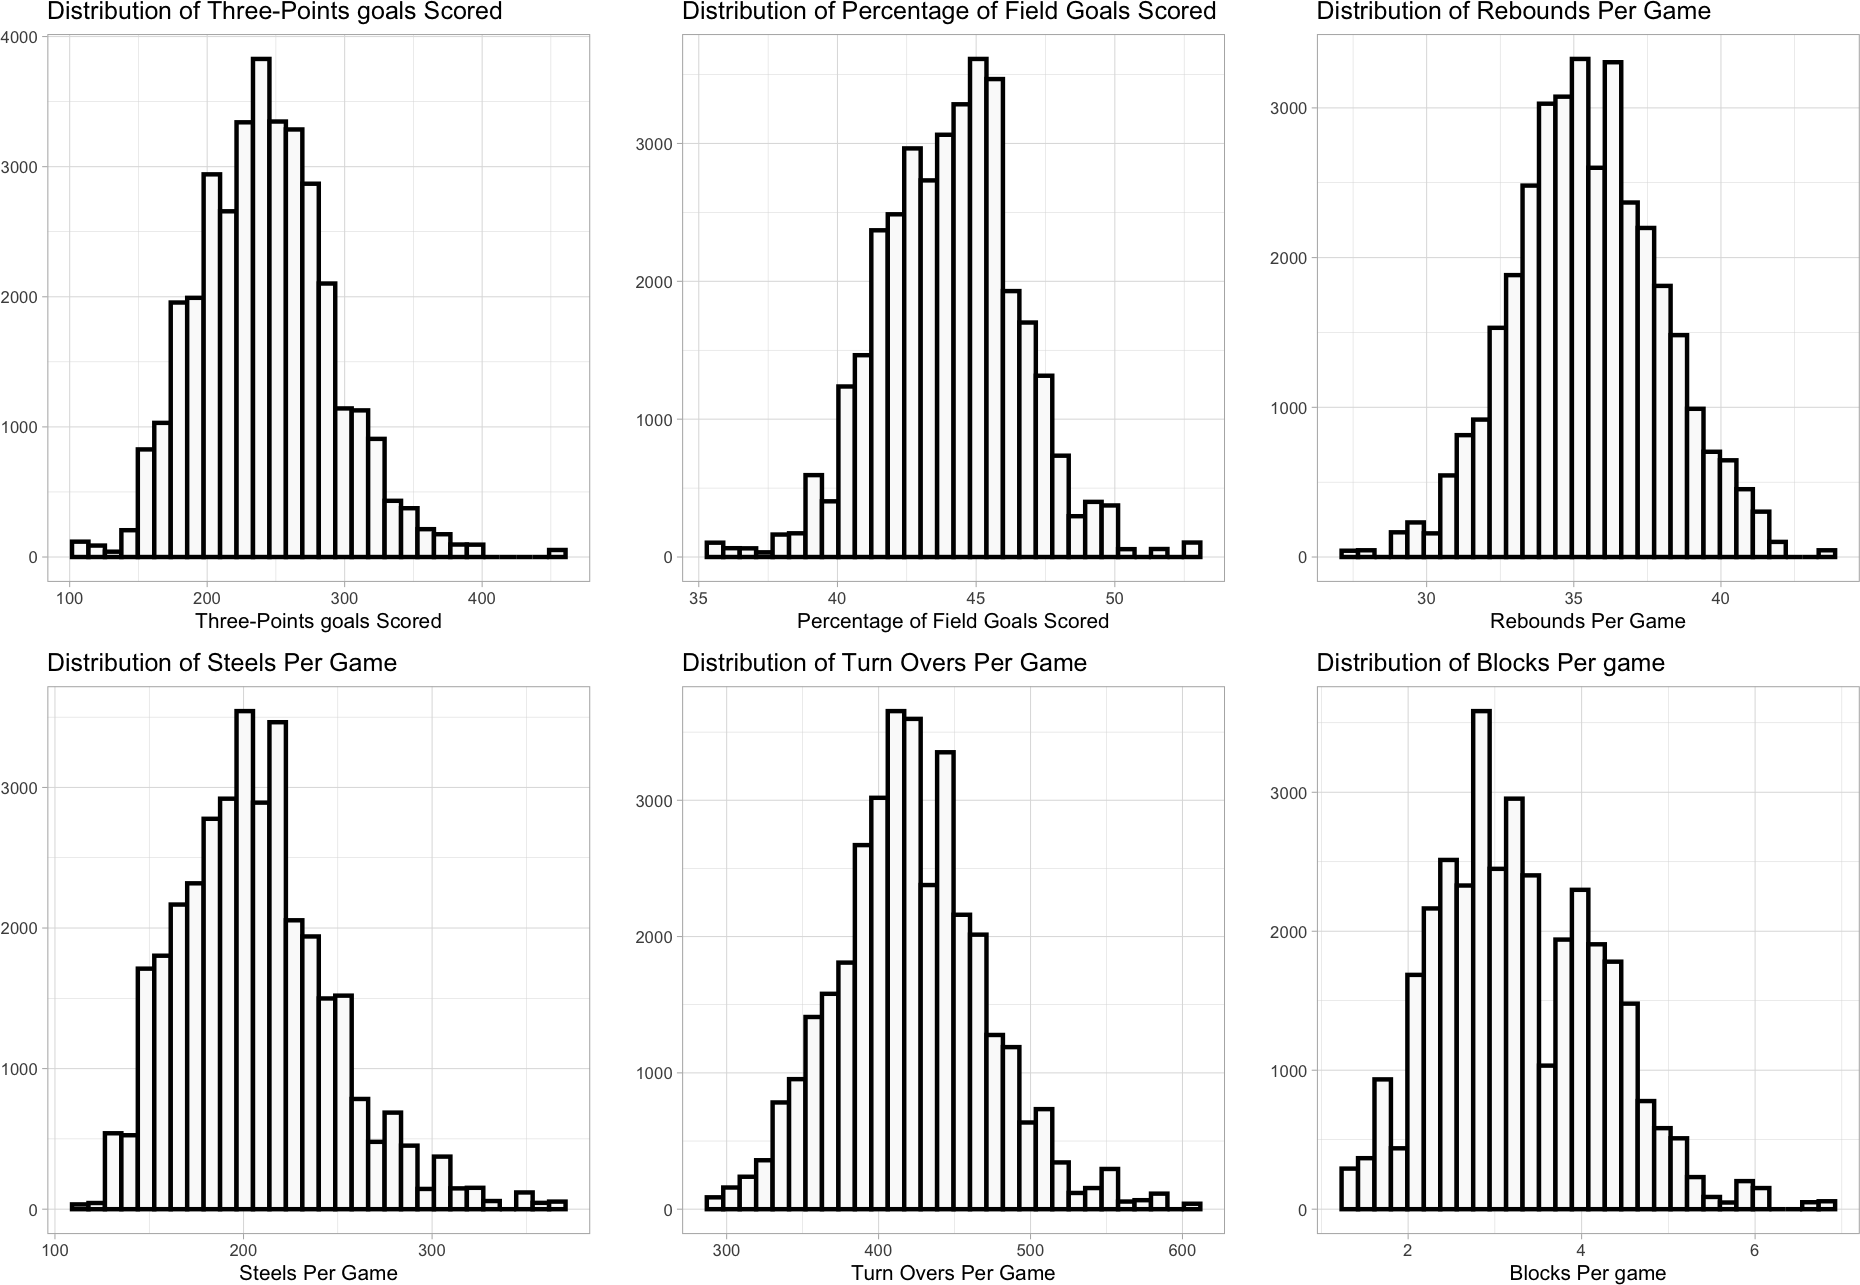 Distribution of Three-Points goals Scored
4000
3000
2000
1000
0
100 200 300 400
Three-Points goals Scored
Distribution of Percentage of Field Goals Scored
3000
2000
1000
0
35 40 45 50
Percentage of Field Goals Scored
Distribution of Rebounds Per Game
3000
2000
1000
0
30 35 40
Rebounds Per Game
Distribution of Steels Per Game
3000
2000
1000
0
100 200 300
Steels Per Game
Distribution of Turn Overs Per Game
3000
2000
1000
0
300 400 500 600
Turn Overs Per Game
Distribution of Blocks Per game
3000
2000
1000
0
2 4 6
Blocks Per game